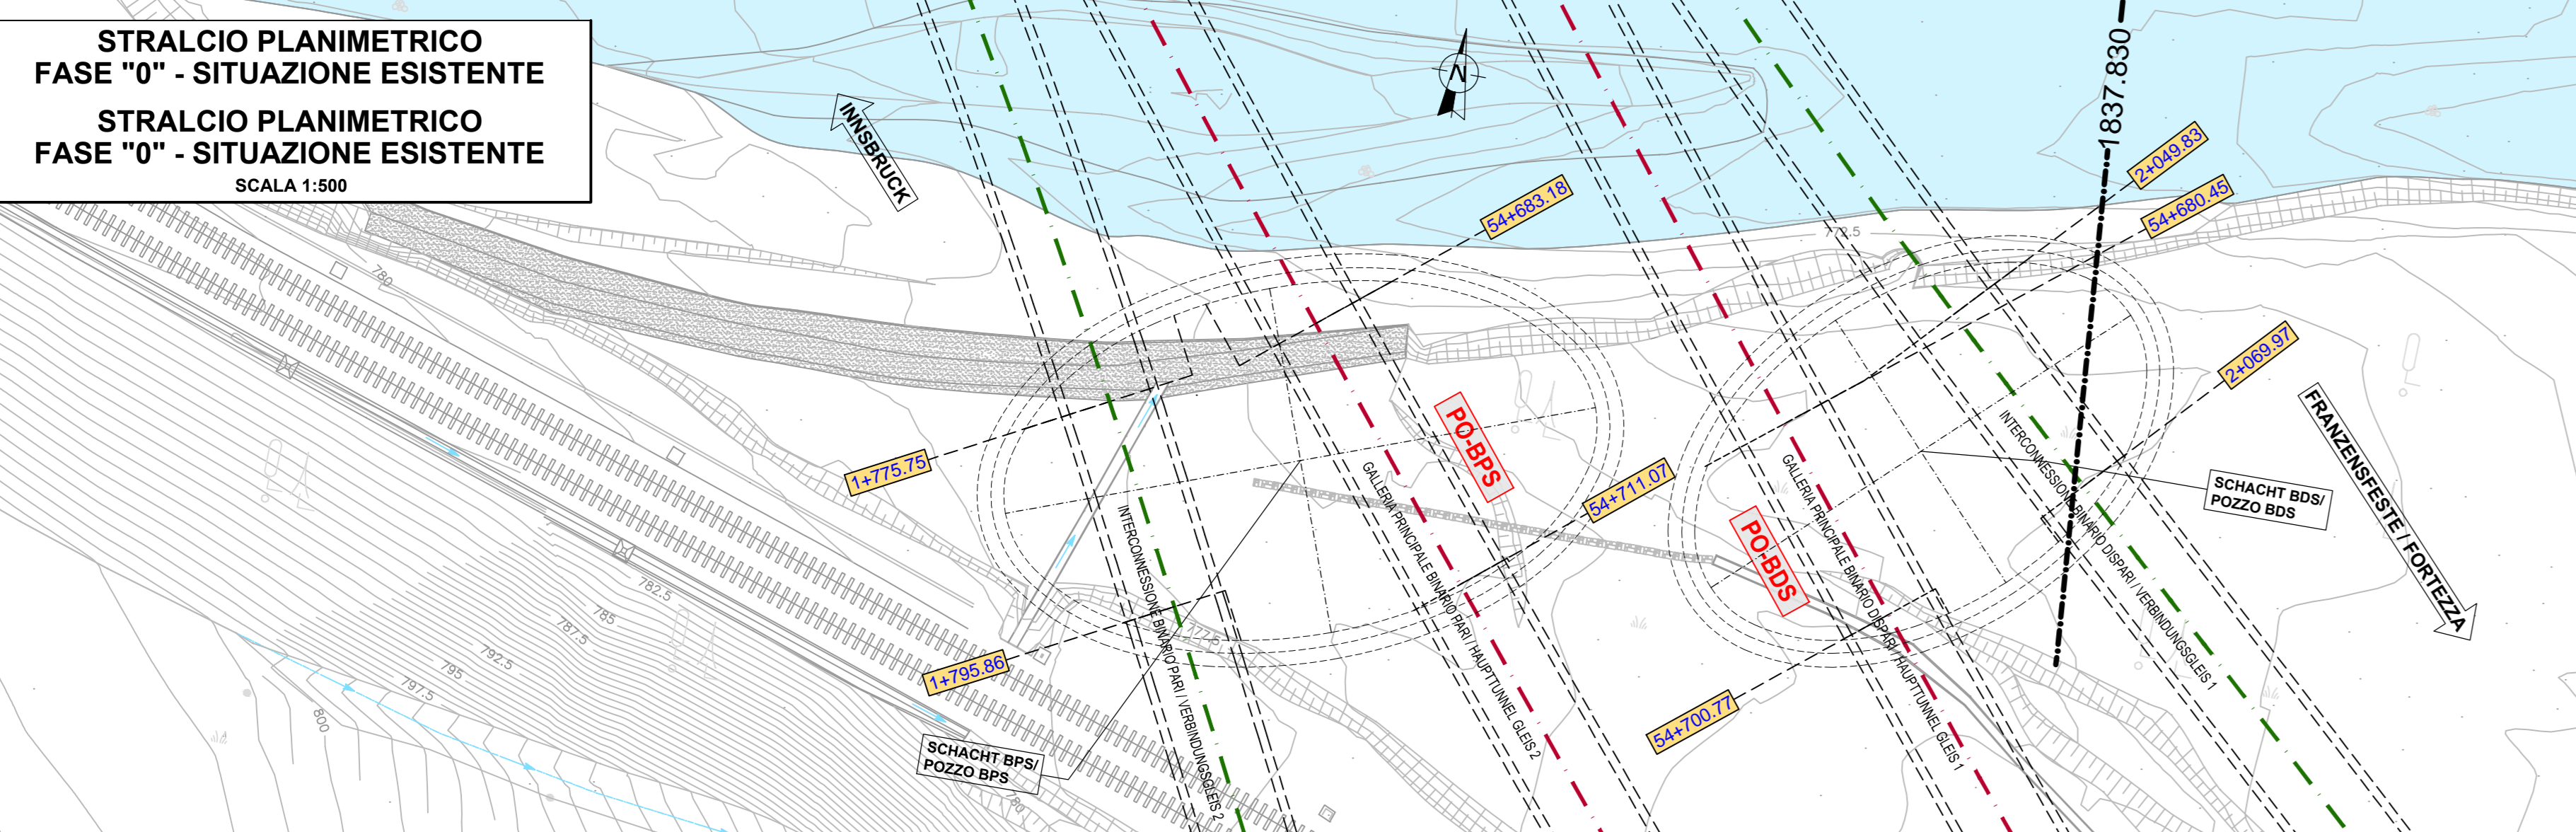 STRALCIO PLANIMETRICO
FASE "0" - SITUAZIONE ESISTENTE
STRALCIO PLANIMETRICO
FASE "0" - SITUAZIONE ESISTENTE
SCALA 1:500
INNSBRUCK
N
1837.830
2+049.83
54+683.18
54+680.45
772.5
780
2+069.97
1+775.75
PO-BPS
54+711.07
FRANZENSFESTE / FORTEZZA
SCHACHT BDS/
POZZO BDS
PO-BDS
INTERCONNESSIONE BINARIO PARI / VERBINDUNGSGLEIS 2
GALLERIA PRINCIPALE BINARIO PARI / HAUPTTUNNEL GLEIS 2
GALLERIA PRINCIPALE BINARIO DISPARI / HAUPTTUNNEL GLEIS 1
INTERCONNESSIONE BINARIO DISPARI / VERBINDUNGSGLEIS 1
782.5
785
787.5
792.5
795
797.5
800
772.5
1+795.86
54+700.77
SCHACHT BPS/
POZZO BPS
780